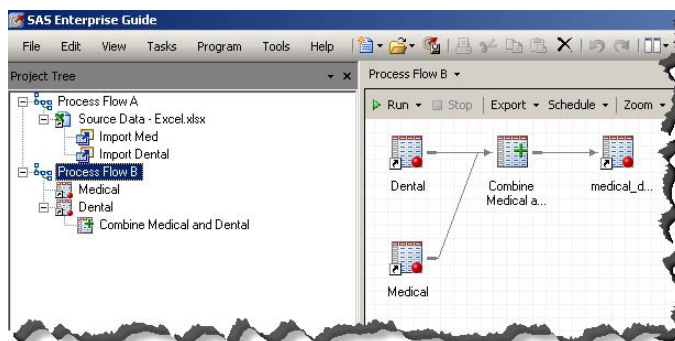 SAS Enterprise Guide
File Edit View Tasks Program Tools Help
Project Tree
Process Flow A
Source Data - Excel.xlsx
Import Med
Import Dental
Process Flow B
Medical
Dental
Combine Medical and Dental
Process Flow B
Run Stop Export Schedule Zoom
Dental
Combine
Medical a...
medical_d...
Medical